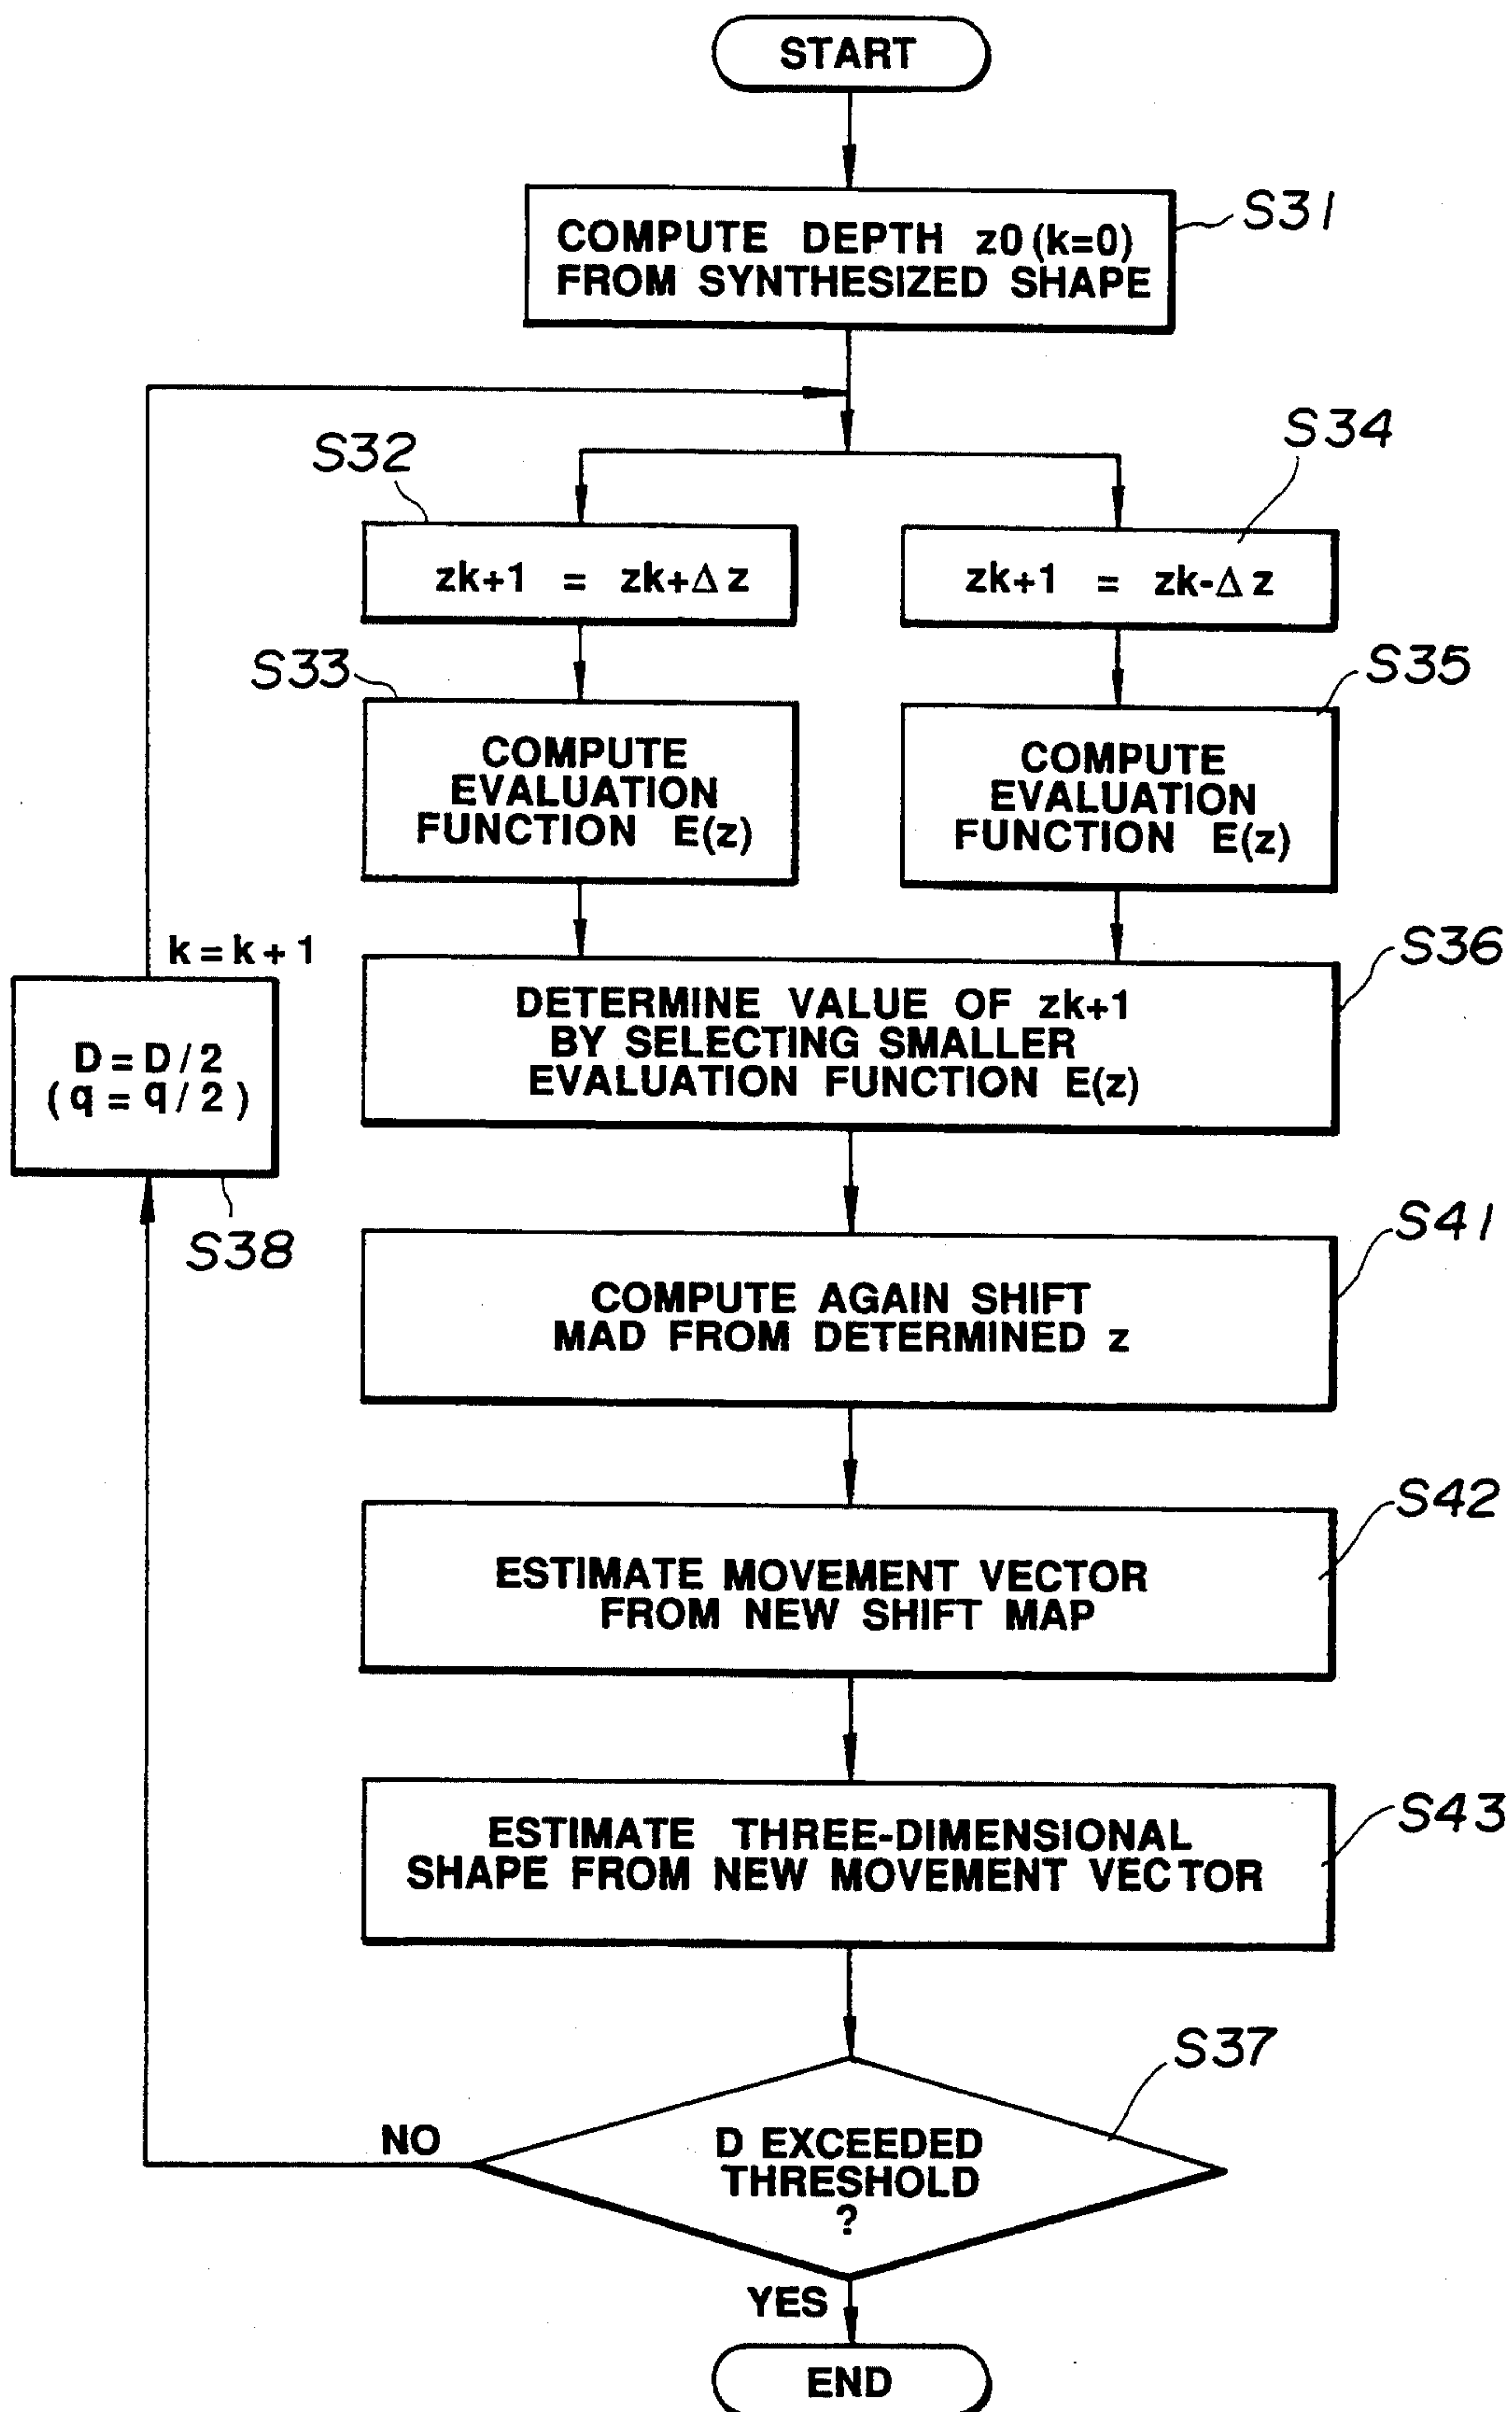 START
COMPUTE DEPTH z0 (k=0)
FROM SYNTHESIZED SHAPE
S31
S32
zk+1 = zk+Δz
S34
zk+1 = zk-Δz
S33
COMPUTE
EVALUATION
FUNCTION E(z)
S35
COMPUTE
EVALUATION
FUNCTION E(z)
k = k + 1
D = D / 2
( q = q / 2 )
S38
S36
DETERMINE VALUE OF zk+1
BY SELECTING SMALLER
EVALUATION FUNCTION E(z)
S41
COMPUTE AGAIN SHIFT
MAD FROM DETERMINED z
S42
ESTIMATE MOVEMENT VECTOR
FROM NEW SHIFT MAP
S43
ESTIMATE THREE-DIMENSIONAL
SHAPE FROM NEW MOVEMENT VECTOR
S37
D EXCEEDED
THRESHOLD
?
NO
YES
END